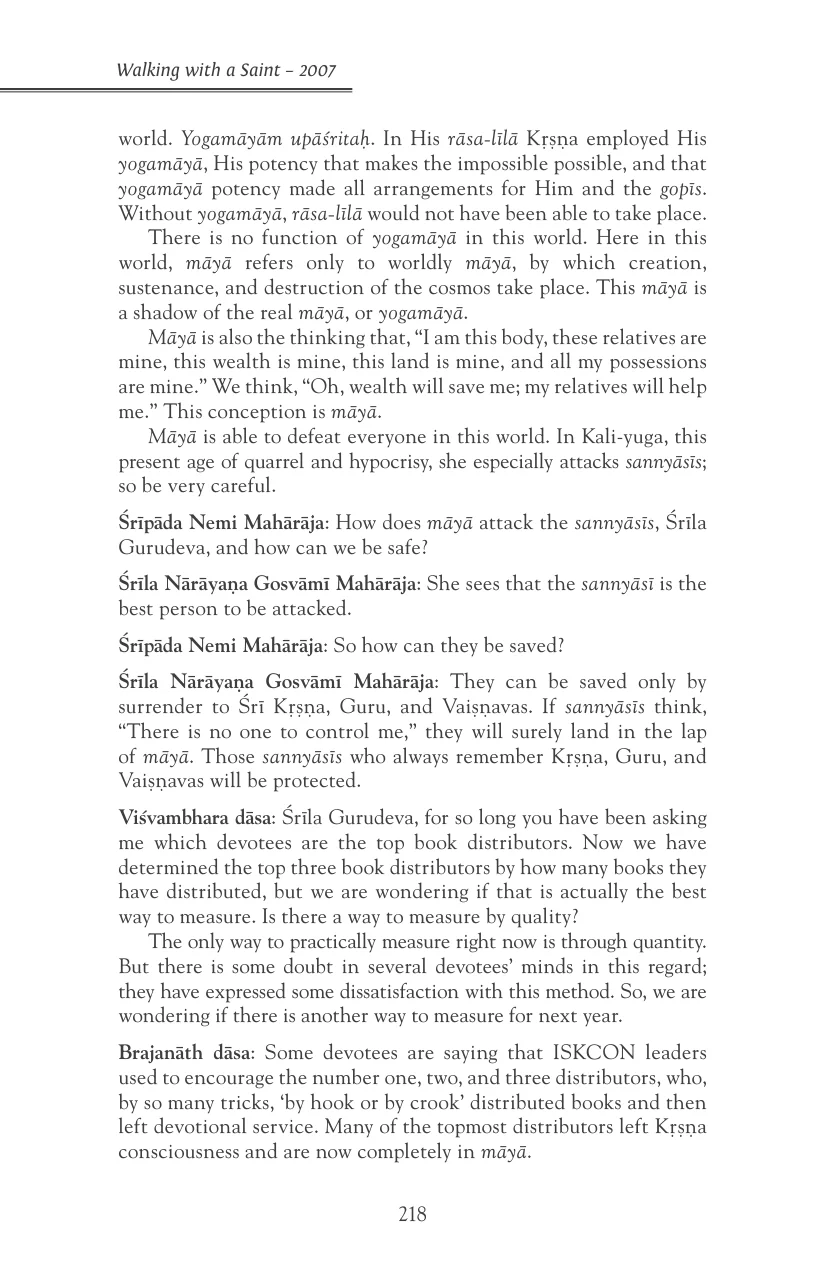 Walking with a Saint – 2007
world. Yogamāyām upāśritaḥ. In His rāsa-līlā Kṛṣṇa employed His
yogamāyā, His potency that makes the impossible possible, and that
yogamāyā potency made all arrangements for Him and the gopīs.
Without yogamāyā, rāsa-līlā would not have been able to take place.
There is no function of yogamāyā in this world. Here in this
world, māyā refers only to worldly māyā, by which creation,
sustenance, and destruction of the cosmos take place. This māyā is
a shadow of the real māyā, or yogamāyā.
Māyā is also the thinking that, “I am this body, these relatives are
mine, this wealth is mine, this land is mine, and all my possessions
are mine.” We think, “Oh, wealth will save me; my relatives will help
me.” This conception is māyā.
Māyā is able to defeat everyone in this world. In Kali-yuga, this
present age of quarrel and hypocrisy, she especially attacks sannyāsīs;
so be very careful.
Śrīpāda Nemi Mahārāja: How does māyā attack the sannyāsīs, Śrīla
Gurudeva, and how can we be safe?
Śrīla Nārāyaṇa Gosvāmī Mahārāja: She sees that the sannyāsī is the
best person to be attacked.
Śrīpāda Nemi Mahārāja: So how can they be saved?
Śrīla Nārāyaṇa Gosvāmī Mahārāja: They can be saved only by
surrender to Śrī Kṛṣṇa, Guru, and Vaiṣṇavas. If sannyāsīs think,
“There is no one to control me,” they will surely land in the lap
of māyā. Those sannyāsīs who always remember Kṛṣṇa, Guru, and
Vaiṣṇavas will be protected.
Viśvambhara dāsa: Śrīla Gurudeva, for so long you have been asking
me which devotees are the top book distributors. Now we have
determined the top three book distributors by how many books they
have distributed, but we are wondering if that is actually the best
way to measure. Is there a way to measure by quality?
The only way to practically measure right now is through quantity.
But there is some doubt in several devotees’ minds in this regard;
they have expressed some dissatisfaction with this method. So, we are
wondering if there is another way to measure for next year.
Brajanāth dāsa: Some devotees are saying that ISKCON leaders
used to encourage the number one, two, and three distributors, who,
by so many tricks, ‘by hook or by crook’ distributed books and then
left devotional service. Many of the topmost distributors left Kṛṣṇa
consciousness and are now completely in māyā.
218